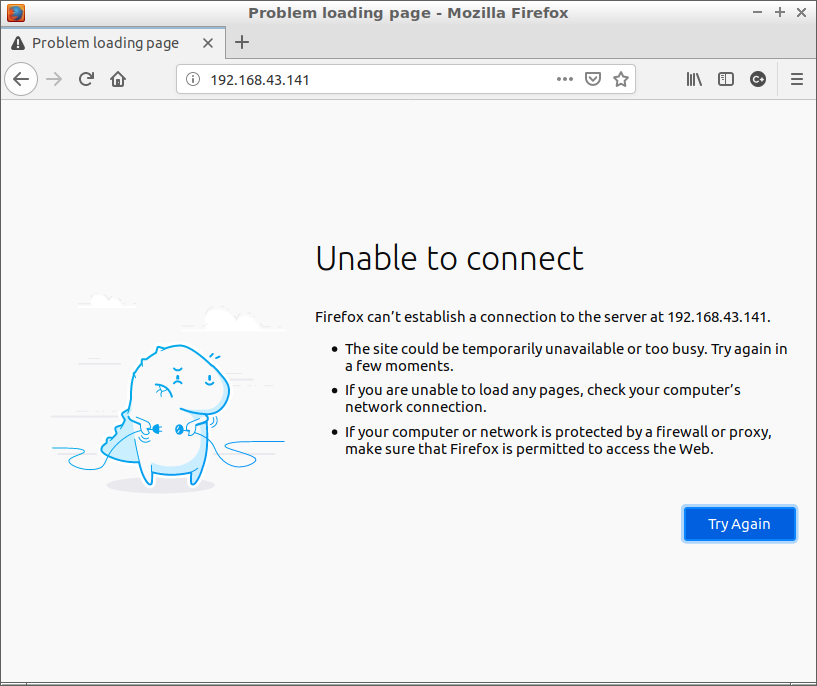 Problem loading page - Mozilla Firefox
Problem loading page
192.168.43.141
Unable to connect
Firefox can’t establish a connection to the server at 192.168.43.141.
• The site could be temporarily unavailable or too busy. Try again in
a few moments.
• If you are unable to load any pages, check your computer’s
network connection.
• If your computer or network is protected by a firewall or proxy,
make sure that Firefox is permitted to access the Web.
Try Again